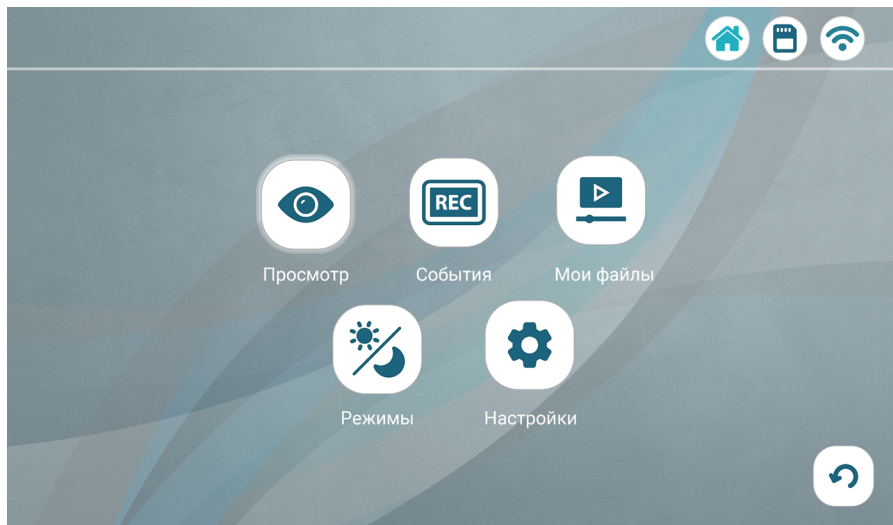 REC
Просмотр
События
Мои файлы
Режимы
Настройки